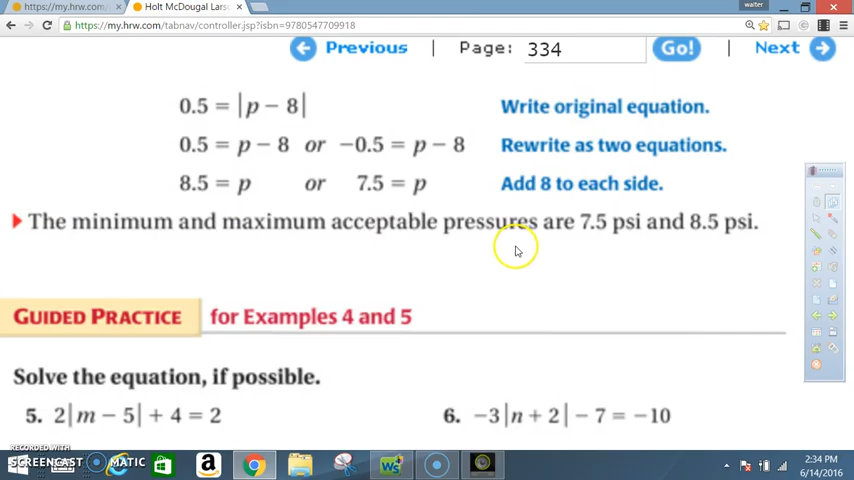 walter
https://my.hrw.com/tabnav/controlle
Holt McDougal Lars
https://my.hrw.com/tabnav/controller.jsp?isbn=9780547709918
Previous | Page: 334 Go! | Next
0.5 = |p − 8| Write original equation.
0.5 = p − 8 or −0.5 = p − 8 Rewrite as two equations.
8.5 = p or 7.5 = p Add 8 to each side.
The minimum and maximum acceptable pressures are 7.5 psi and 8.5 psi.
GUIDED PRACTICE for Examples 4 and 5
Solve the equation, if possible.
5. 2|m − 5| + 4 = 2 6. −3|n + 2| − 7 = −10
RECORDED WITH
SCREENCAST MATIC
2:34 PM
6/14/2016